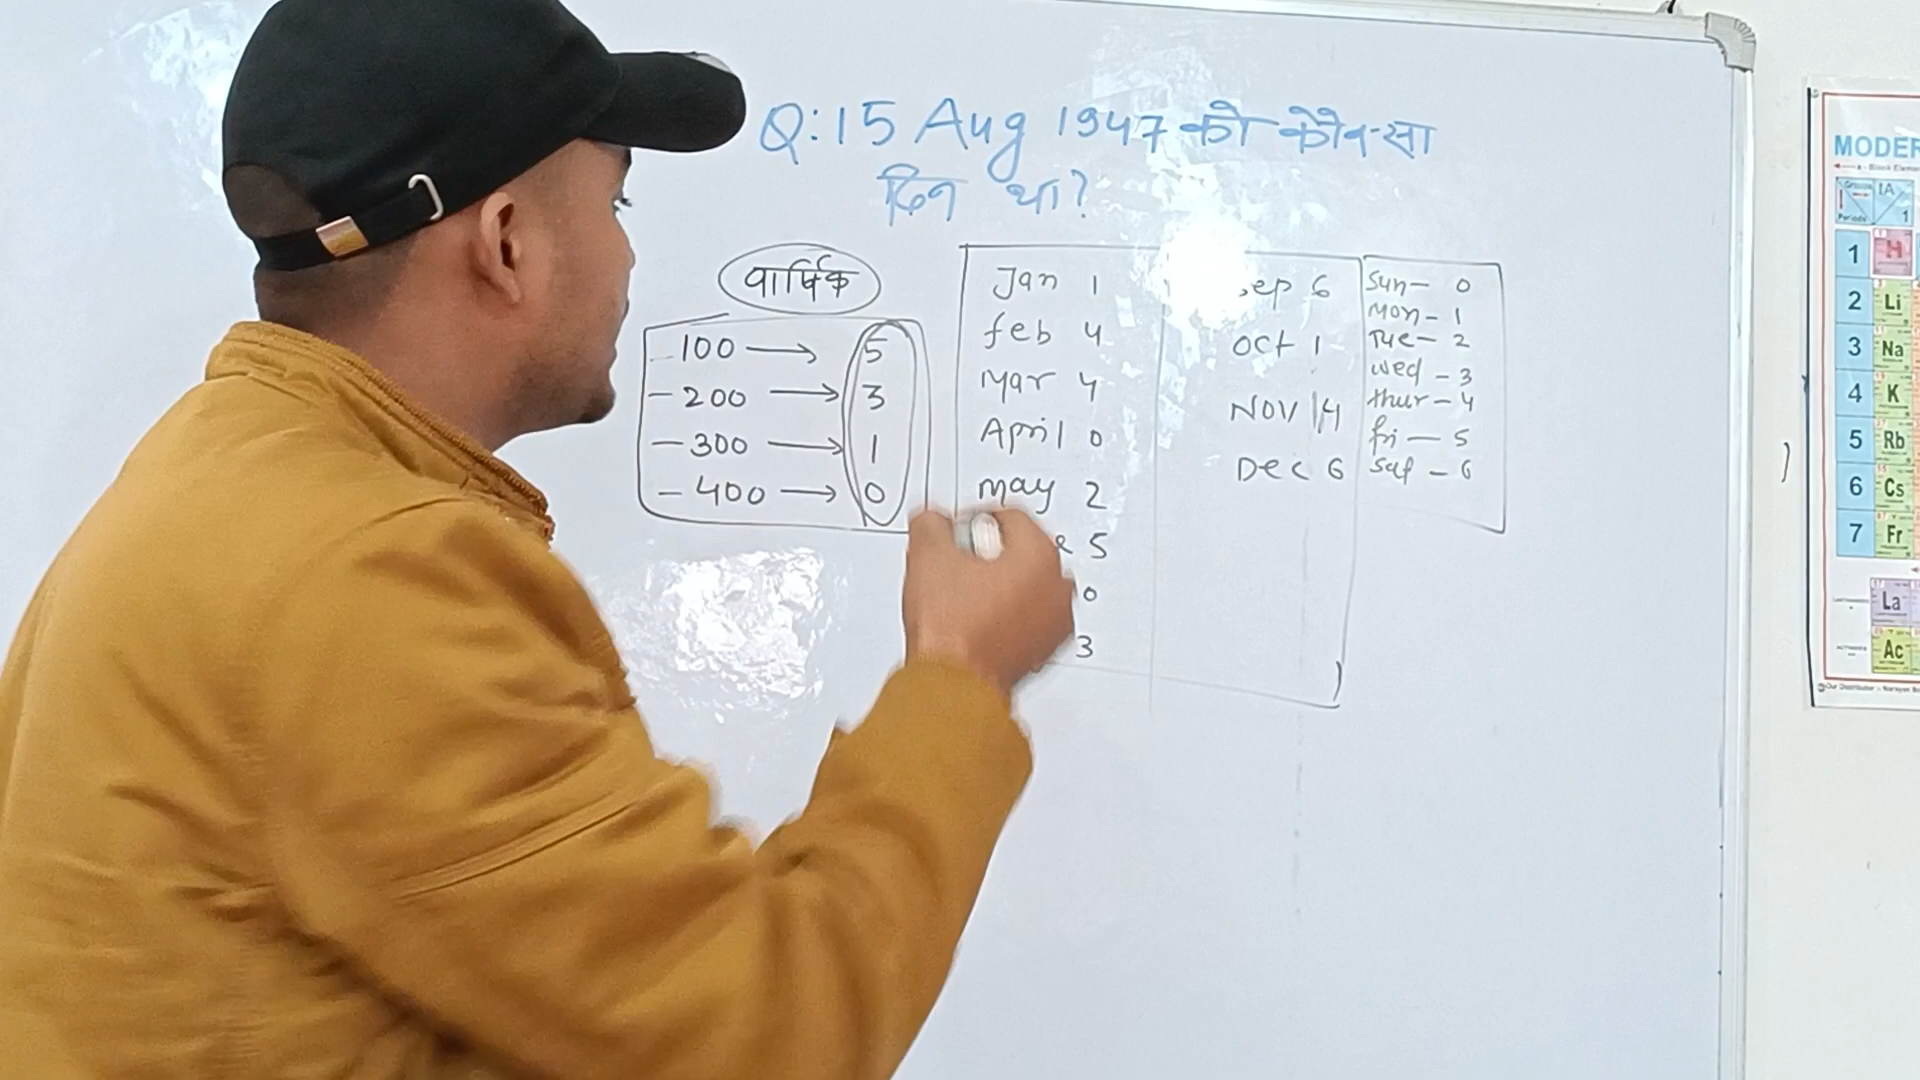 Q:15 Aug 1947 को कौन-सा
दिन था?
वार्षिक
- 100 → 5
- 200 → 3
- 300 → 1
- 400 → 0
Jan 1
feb 4
Mar 4
April 0
may 2
e 5
0
3
sep 6
Oct 1
NOV 4
Dec 6
Sun- 0
Mon- 1
Tue- 2
Wed - 3
thur - 4
fri - 5
Sat - 6
MODER
Groups
IA
1
Periods
1 H
2 Li
3 Na
4 K
5 Rb
6 Cs
7 Fr
La
Ac